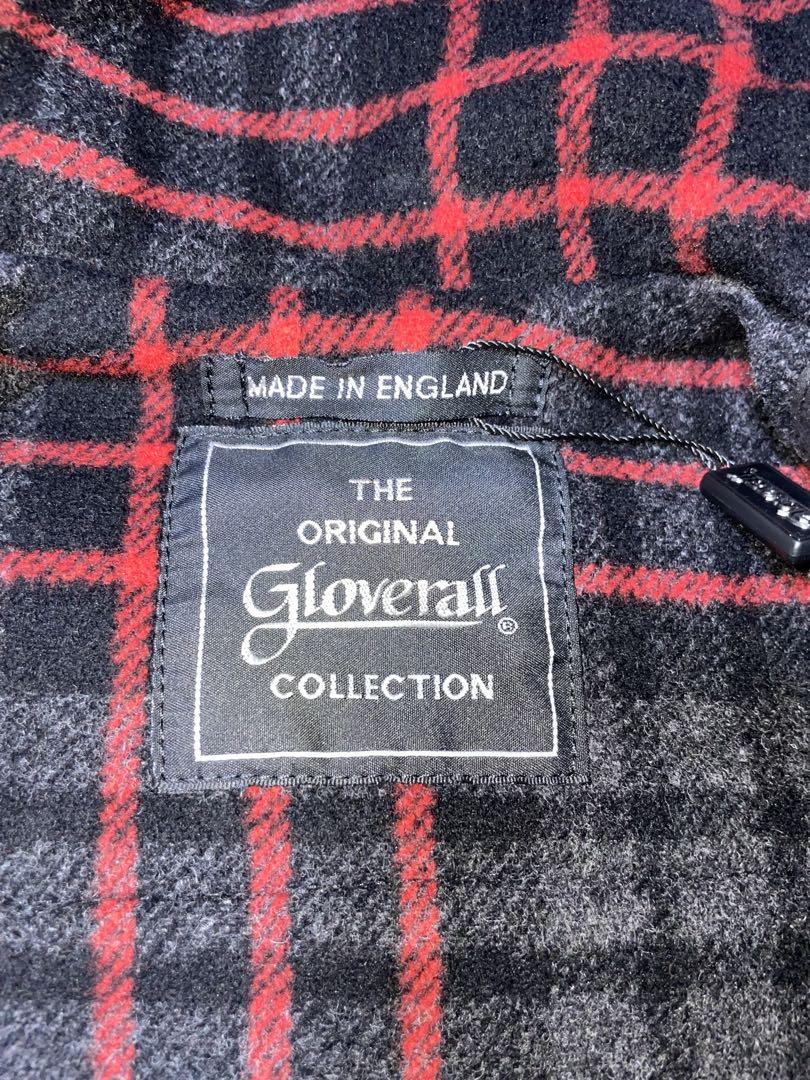 MADE IN ENGLAND
THE
ORIGINAL
Gloverall®
COLLECTION